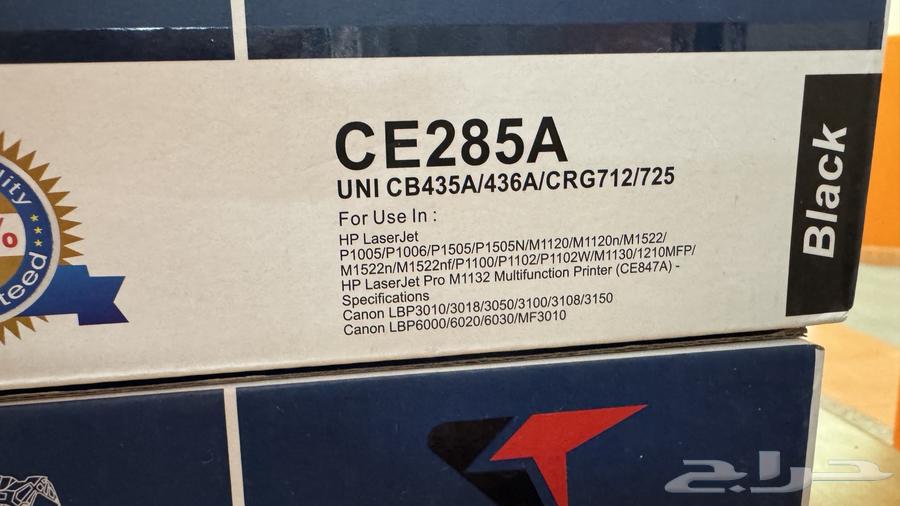 CE285A
UNI CB435A/436A/CRG712/725
For Use In :
HP LaserJet
P1005/P1006/P1505/P1505N/M1120/M1120n/M1522/
M1522n/M1522nf/P1100/P1102/P1102W/M1130/1210MFP/
HP LaserJet Pro M1132 Multifunction Printer (CE847A) -
Specifications
Canon LBP3010/3018/3050/3100/3108/3150
Canon LBP6000/6020/6030/MF3010
Black
%
حراج